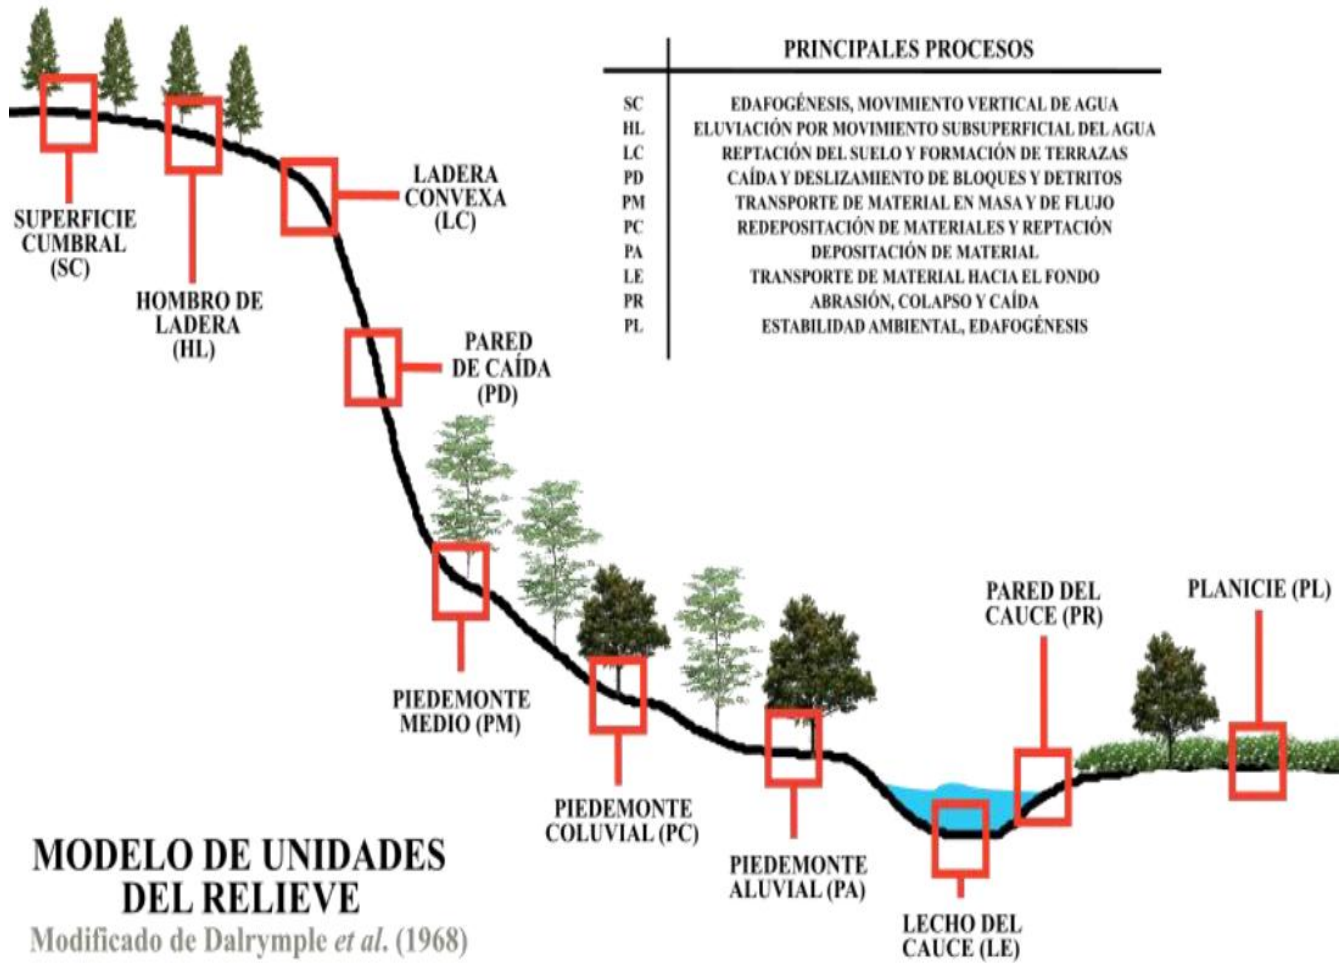 PRINCIPALES PROCESOS
SC EDAFOGÉNESIS, MOVIMIENTO VERTICAL DE AGUA
HL ELUVIACIÓN POR MOVIMIENTO SUBSUPERFICIAL DEL AGUA
LC REPTACIÓN DEL SUELO Y FORMACIÓN DE TERRAZAS
PD CAÍDA Y DESLIZAMIENTO DE BLOQUES Y DETRITOS
PM TRANSPORTE DE MATERIAL EN MASA Y DE FLUJO
PC REDEPOSITACIÓN DE MATERIALES Y REPTACIÓN
PA DEPOSITACIÓN DE MATERIAL
LE TRANSPORTE DE MATERIAL HACIA EL FONDO
PR ABRASIÓN, COLAPSO Y CAÍDA
PL ESTABILIDAD AMBIENTAL, EDAFOGÉNESIS
SUPERFICIE
CUMBRAL
(SC)
HOMBRO DE
LADERA
(HL)
LADERA
CONVEXA
(LC)
PARED
DE CAÍDA
(PD)
PIEDEMONTE
MEDIO (PM)
PIEDEMONTE
COLUVIAL (PC)
PIEDEMONTE
ALUVIAL (PA)
LECHO DEL
CAUCE (LE)
PARED DEL
CAUCE (PR)
PLANICIE (PL)
MODELO DE UNIDADES
DEL RELIEVE
Modificado de Dalrymple et al. (1968)